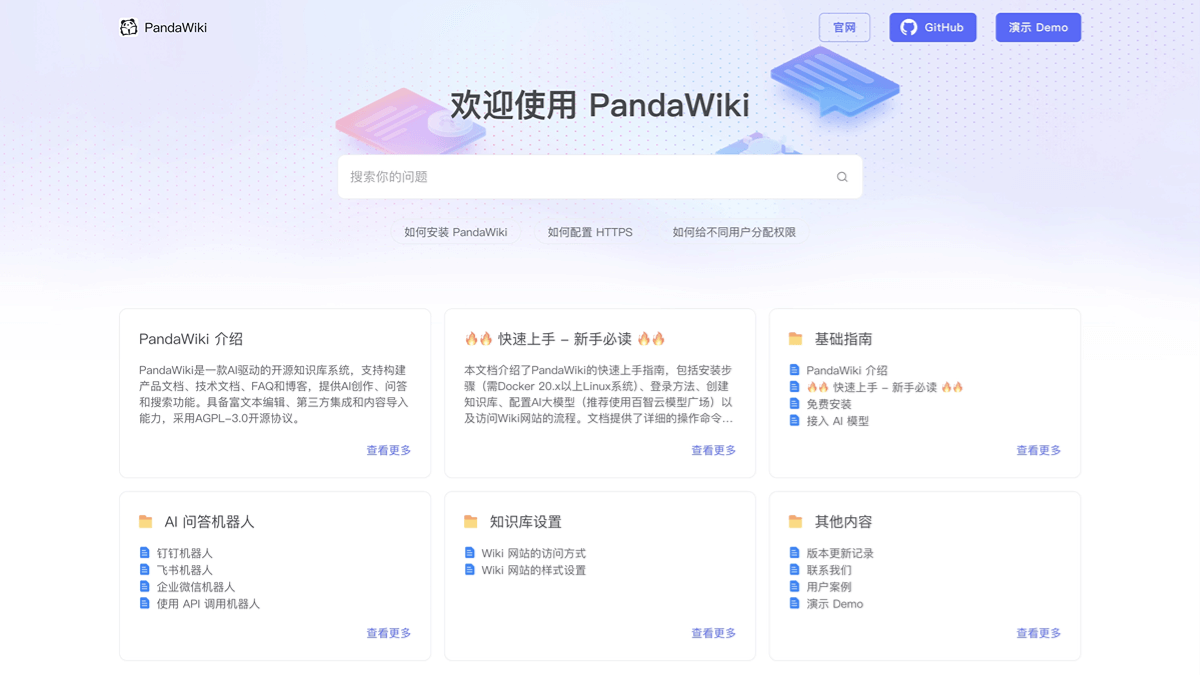 PandaWiki
官网
GitHub
演示 Demo
欢迎使用 PandaWiki
搜索你的问题
如何安装 PandaWiki
如何配置 HTTPS
如何给不同用户分配权限
PandaWiki 介绍
PandaWiki是一款AI驱动的开源知识库系统，支持构建
产品文档、技术文档、FAQ和博客，提供AI创作、问答
和搜索功能。具备富文本编辑、第三方集成和内容导入
能力，采用AGPL-3.0开源协议。
查看更多
🔥🔥 快速上手 - 新手必读 🔥🔥
本文档介绍了PandaWiki的快速上手指南，包括安装步
骤（需Docker 20.x以上Linux系统）、登录方法、创建
知识库、配置AI大模型（推荐使用百智云模型广场）以
及访问Wiki网站的流程。文档提供了详细的操作命令...
查看更多
基础指南
PandaWiki 介绍
🔥🔥 快速上手 - 新手必读 🔥🔥
免费安装
接入 AI 模型
查看更多
AI 问答机器人
钉钉机器人
飞书机器人
企业微信机器人
使用 API 调用机器人
查看更多
知识库设置
Wiki 网站的访问方式
Wiki 网站的样式设置
查看更多
其他内容
版本更新记录
联系我们
用户案例
演示 Demo
查看更多